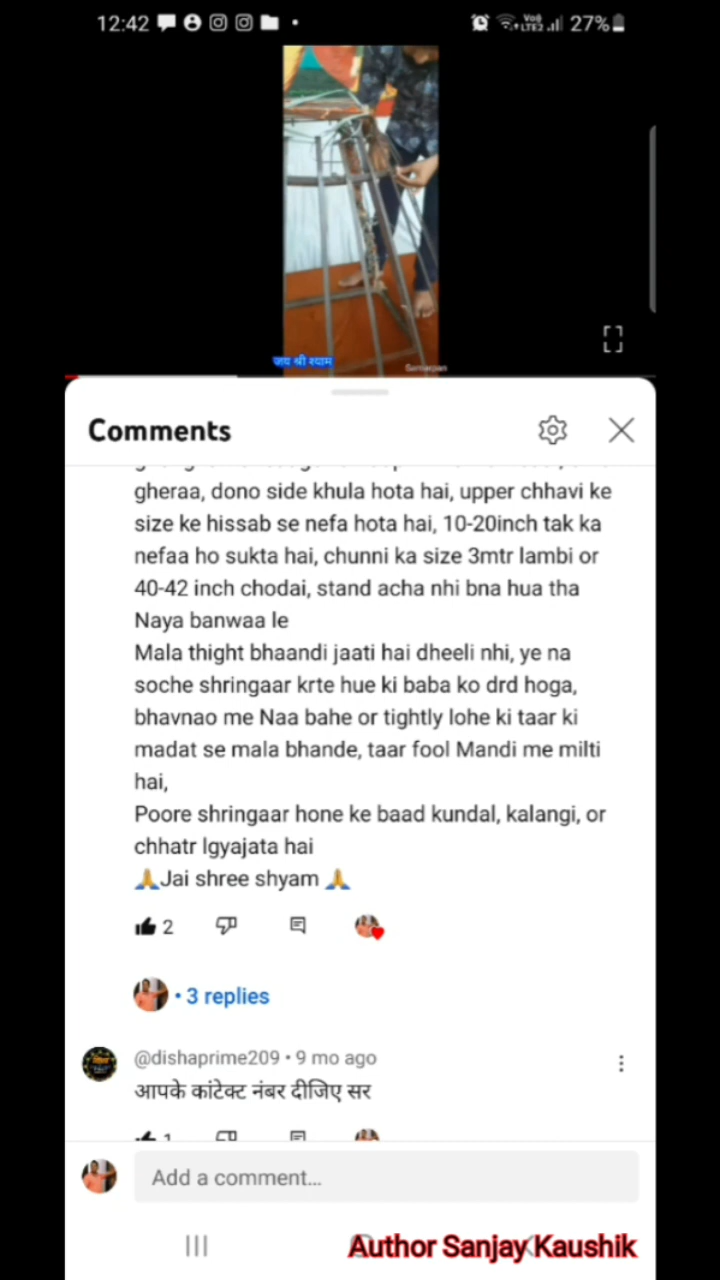 12:42
Vo) LTE2 27%
जय श्री श्याम
Comments
gheraa, dono side khula hota hai, upper chhavi ke
size ke hissab se nefa hota hai, 10-20inch tak ka
nefaa ho sukta hai, chunni ka size 3mtr lambi or
40-42 inch chodai, stand acha nhi bna hua tha
Naya banwaa le
Mala thight bhaandi jaati hai dheeli nhi, ye na
soche shringaar krte hue ki baba ko drd hoga,
bhavnao me Naa bahe or tightly lohe ki taar ki
madat se mala bhande, taar fool Mandi me milti
hai,
Poore shringaar hone ke baad kundal, kalangi, or
chhatr lgyajata hai
🙏Jai shree shyam🙏
2
• 3 replies
@dishaprime209 • 9 mo ago
आपके कांटेक्ट नंबर दीजिए सर
1
Add a comment...
Author Sanjay Kaushik